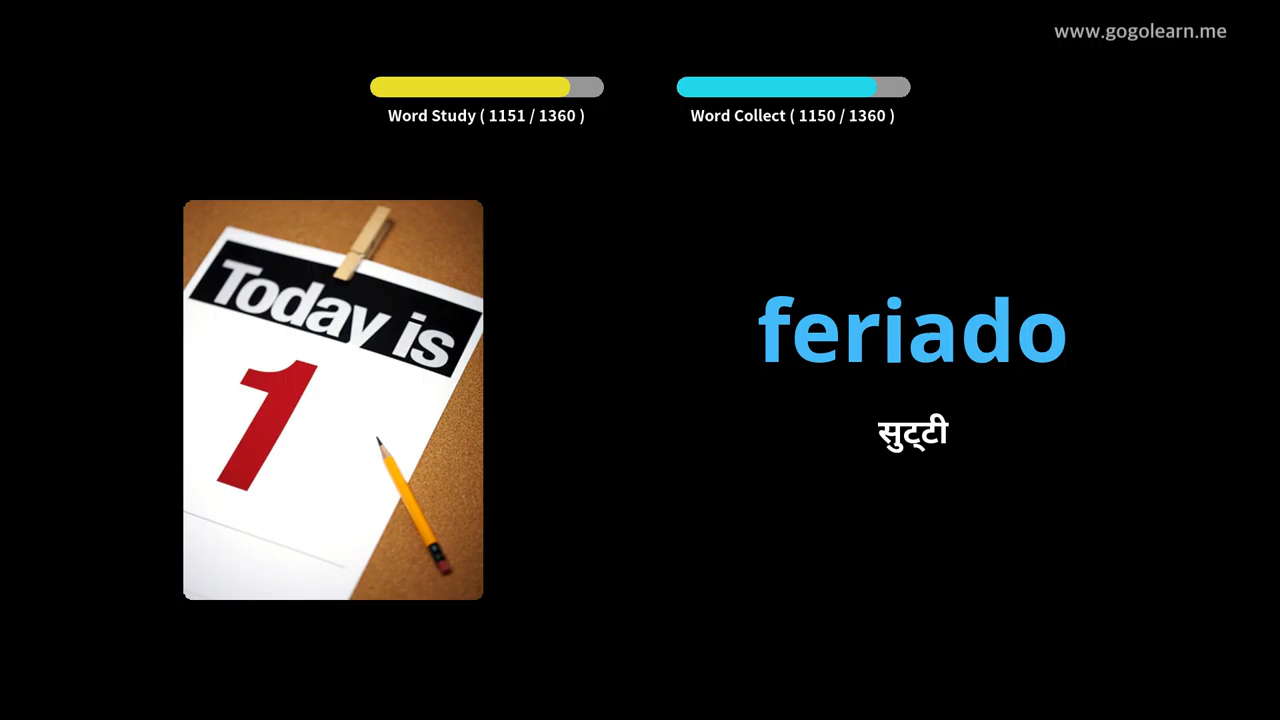 www.gogolearn.me
Word Study ( 1151 / 1360 )
Word Collect ( 1150 / 1360 )
Today is
1
feriado
सुट्टी